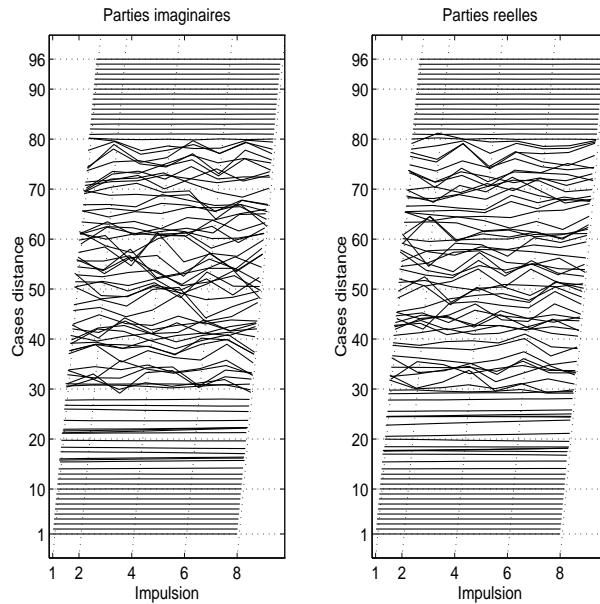 Parties imaginaires
96
90
80
70
60
50
40
30
20
10
1
Cases distance
1 2 4 6 8
Impulsion
Parties reelles
96
90
80
70
60
50
40
30
20
10
1
Cases distance
1 2 4 6 8
Impulsion